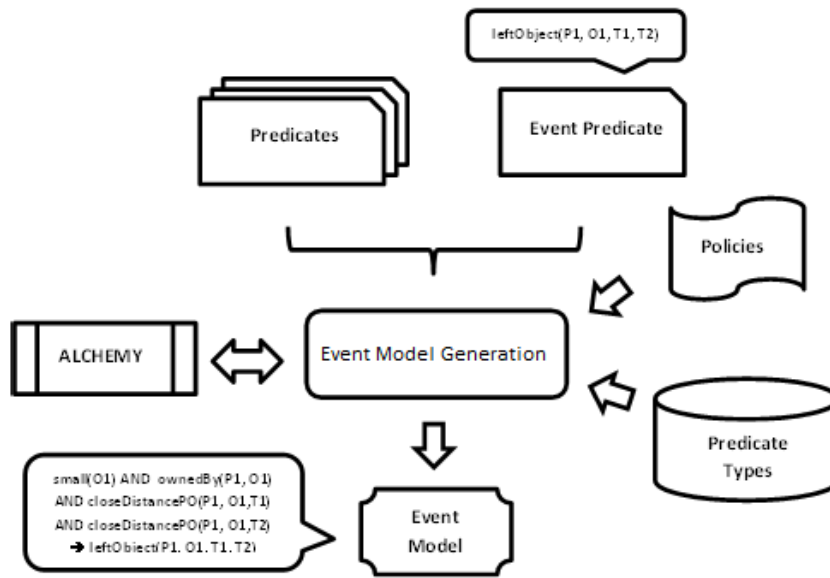 leftObject(P1, O1,T1,T2)
Predicates
Event Predicate
Policies
ALCHEMY
Event Model Generation
Predicate
Types
small(O1) AND ownedBy(P1, O1)
AND closeDistancePO(P1, O1,T1)
AND closeDistancePO(P1, O1,T2)
➔ leftObject(P1, O1, T1, T2)
Event
Model